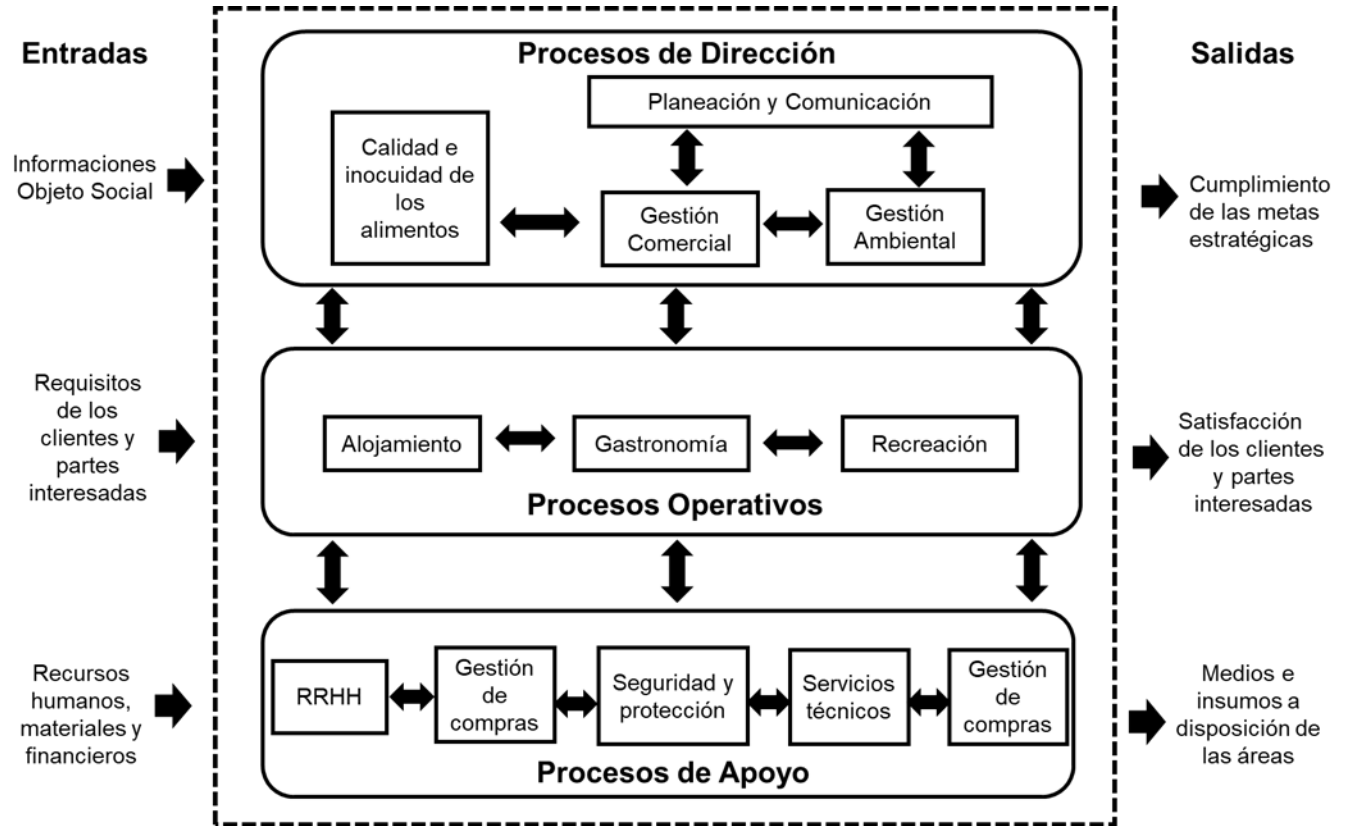 Entradas
Procesos de Dirección
Salidas
Planeación y Comunicación
Calidad e
inocuidad de
los
alimentos
Gestión
Comercial
Gestión
Ambiental
Informaciones
Objeto Social
Cumplimiento
de las metas
estratégicas
Requisitos
de los
clientes y
partes
interesadas
Alojamiento
Gastronomía
Recreación
Procesos Operativos
Satisfacción
de los clientes
y partes
interesadas
Recursos
humanos,
materiales y
financieros
RRHH
Gestión
de
compras
Seguridad y
protección
Servicios
técnicos
Gestión
de
compras
Procesos de Apoyo
Medios e
insumos a
disposición de
las áreas